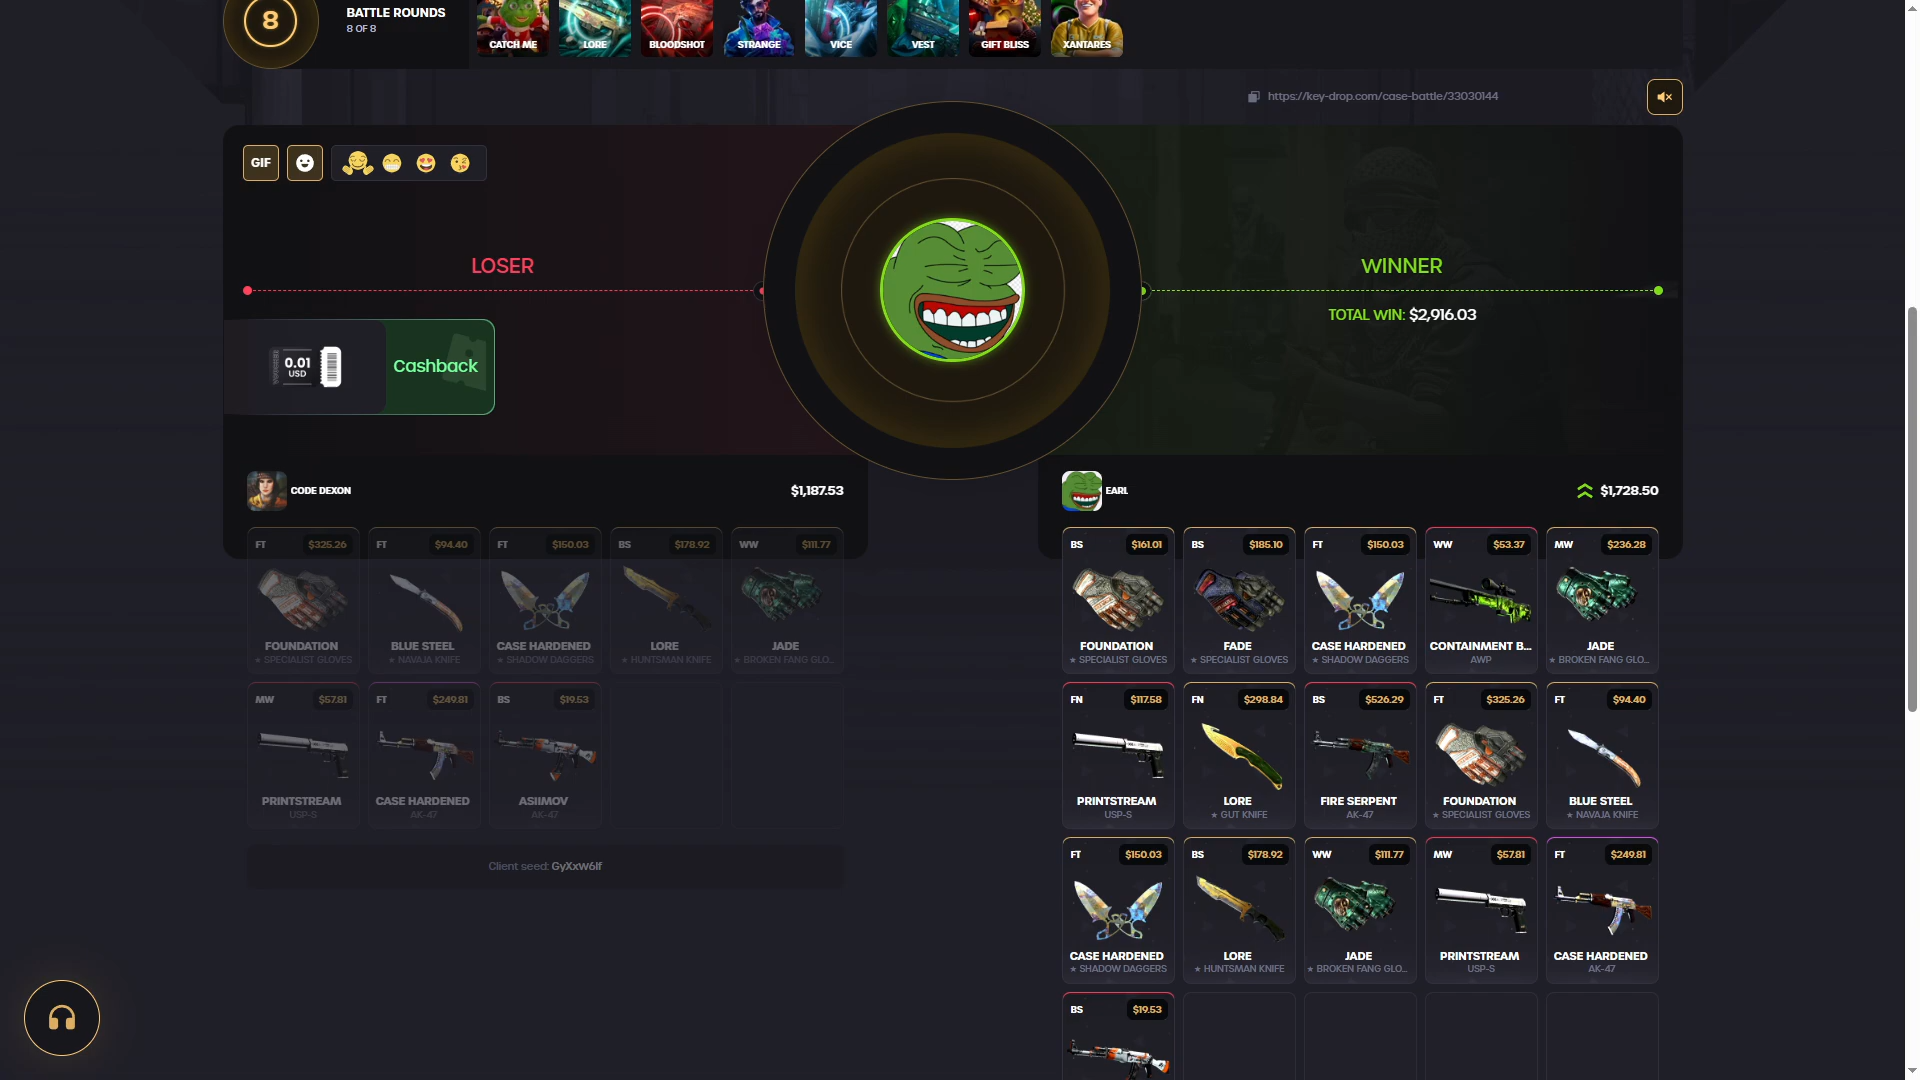 8
BATTLE ROUNDS
8 OF 8
CATCH ME
LORE
BLOODSHOT
STRANGE
VICE
VEST
GIFT BLISS
XANTARES
https://key-drop.com/case-battle/33030144
GIF
LOSER
WINNER
TOTAL WIN: $2,916.03
0.01
USD
Cashback
CODE DEXON
$1,187.53
EARL
$1,728.50
FT $325.26
FOUNDATION
★ SPECIALIST GLOVES
FT $94.40
BLUE STEEL
★ NAVAJA KNIFE
FT $150.03
CASE HARDENED
★ SHADOW DAGGERS
BS $178.92
LORE
★ HUNTSMAN KNIFE
WW $111.77
JADE
★ BROKEN FANG GLO...
MW $57.81
PRINTSTREAM
USP-S
FT $249.81
CASE HARDENED
AK-47
BS $19.53
ASIIMOV
AK-47
Client seed: GyXxW6lf
BS $161.01
FOUNDATION
★ SPECIALIST GLOVES
BS $185.10
FADE
★ SPECIALIST GLOVES
FT $150.03
CASE HARDENED
★ SHADOW DAGGERS
WW $53.37
CONTAINMENT B...
AWP
MW $236.28
JADE
★ BROKEN FANG GLO...
FN $117.58
PRINTSTREAM
USP-S
FN $298.84
LORE
★ GUT KNIFE
BS $526.29
FIRE SERPENT
AK-47
FT $325.26
FOUNDATION
★ SPECIALIST GLOVES
FT $94.40
BLUE STEEL
★ NAVAJA KNIFE
FT $150.03
CASE HARDENED
★ SHADOW DAGGERS
BS $178.92
LORE
★ HUNTSMAN KNIFE
WW $111.77
JADE
★ BROKEN FANG GLO...
MW $57.81
PRINTSTREAM
USP-S
FT $249.81
CASE HARDENED
AK-47
BS $19.53